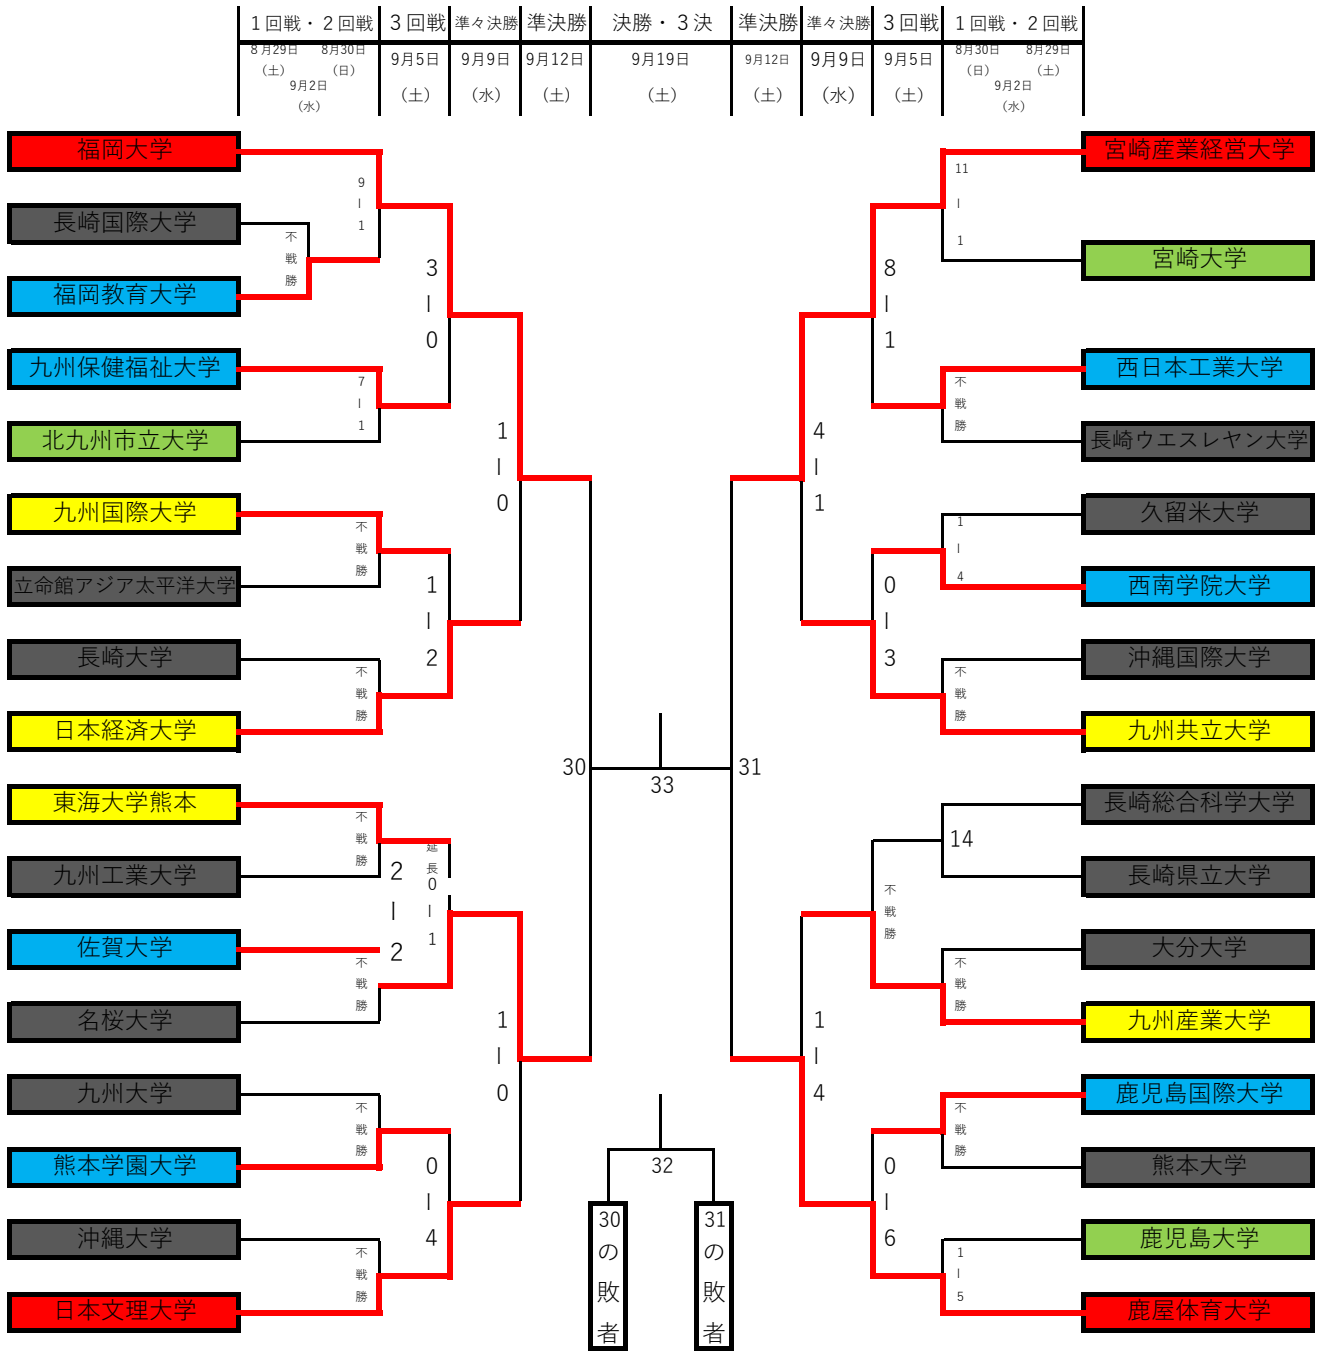 1回戦・2回戦 3回戦 準々決勝 準決勝 決勝・3決 準決勝 準々決勝 3回戦 1回戦・2回戦
8月29日 8月30日 9月5日 9月9日 9月12日 9月19日 9月12日 9月9日 9月5日 8月30日 8月29日
(土) (日) (土) (水) (土) (土) (土) (水) (土) (日) (土)
9月2日 9月2日
(水) (水)
福岡大学
長崎国際大学
福岡教育大学
九州保健福祉大学
北九州市立大学
九州国際大学
立命館アジア太平洋大学
長崎大学
日本経済大学
東海大学熊本
九州工業大学
佐賀大学
名桜大学
九州大学
熊本学園大学
沖縄大学
日本文理大学
9ー1
不戦勝
7ー1
不戦勝
不戦勝
不戦勝
不戦勝
不戦勝
不戦勝
3ー0
1ー2
2ー2
延長0ー1
0ー4
1ー0
1ー0
30
33
31
32
30の敗者
31の敗者
4ー1
1ー4
8ー1
0ー3
不戦勝
0ー6
11ー1
不戦勝
1ー4
不戦勝
14
不戦勝
不戦勝
1ー5
宮崎産業経営大学
宮崎大学
西日本工業大学
長崎ウエスレヤン大学
久留米大学
西南学院大学
沖縄国際大学
九州共立大学
長崎総合科学大学
長崎県立大学
大分大学
九州産業大学
鹿児島国際大学
熊本大学
鹿児島大学
鹿屋体育大学